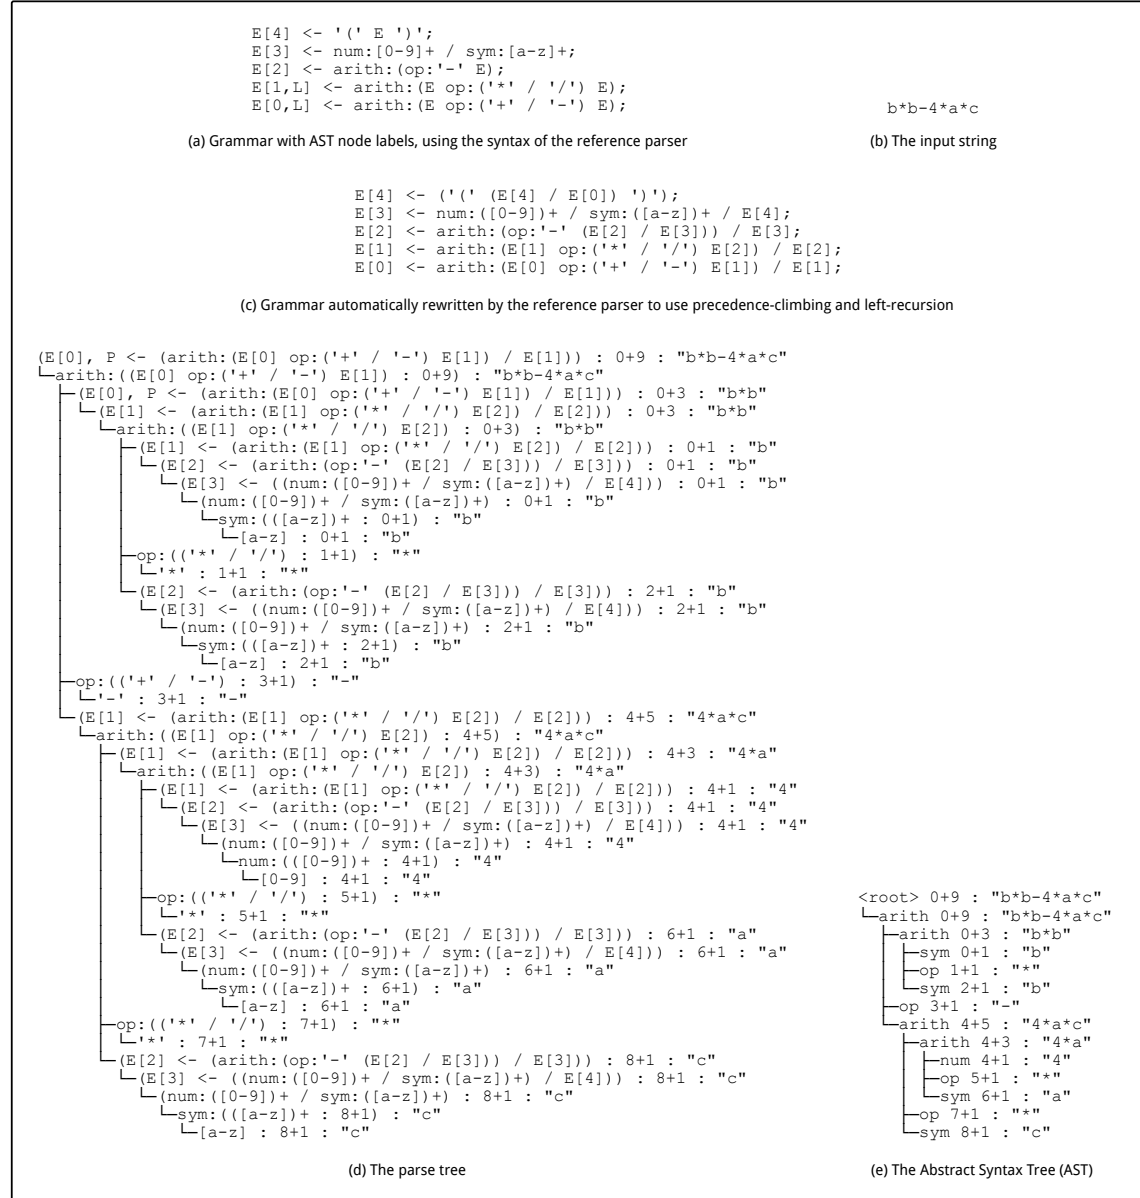 E[4] <- '(' E ')';
E[3] <- num:[0-9]+ / sym:[a-z]+;
E[2] <- arith:(op:'-' E);
E[1,L] <- arith:(E op:('*' / '/') E);
E[0,L] <- arith:(E op:('+' / '-') E);
b*b-4*a*c
(a) Grammar with AST node labels, using the syntax of the reference parser
(b) The input string
E[4] <- ('(' (E[4] / E[0]) ')');
E[3] <- num:([0-9])+ / sym:([a-z])+ / E[4];
E[2] <- arith:(op:'-' (E[2] / E[3])) / E[3];
E[1] <- arith:(E[1] op:('*' / '/') E[2]) / E[2];
E[0] <- arith:(E[0] op:('+' / '-') E[1]) / E[1];
(c) Grammar automatically rewritten by the reference parser to use precedence-climbing and left-recursion
(E[0], P <- (arith:(E[0] op:('+' / '-') E[1]) / E[1])) : 0+9 : "b*b-4*a*c"
arith:((E[0] op:('+' / '-') E[1]) : 0+9) : "b*b-4*a*c"
(E[0], P <- (arith:(E[0] op:('+' / '-') E[1]) / E[1])) : 0+3 : "b*b"
(E[1] <- (arith:(E[1] op:('*' / '/') E[2]) / E[2])) : 0+3 : "b*b"
arith:((E[1] op:('*' / '/') E[2]) : 0+3) : "b*b"
(E[1] <- (arith:(E[1] op:('*' / '/') E[2]) / E[2])) : 0+1 : "b"
(E[2] <- (arith:(op:'-' (E[2] / E[3])) / E[3])) : 0+1 : "b"
(E[3] <- ((num:([0-9])+ / sym:([a-z])+) / E[4])) : 0+1 : "b"
(num:([0-9])+ / sym:([a-z])+) : 0+1 : "b"
sym:(([a-z])+ : 0+1) : "b"
[a-z] : 0+1 : "b"
op:(('*' / '/') : 1+1) : "*"
'*' : 1+1 : "*"
(E[2] <- (arith:(op:'-' (E[2] / E[3])) / E[3])) : 2+1 : "b"
(E[3] <- ((num:([0-9])+ / sym:([a-z])+) / E[4])) : 2+1 : "b"
(num:([0-9])+ / sym:([a-z])+) : 2+1 : "b"
sym:(([a-z])+ : 2+1) : "b"
[a-z] : 2+1 : "b"
op:(('+' / '-') : 3+1) : "-"
'-' : 3+1 : "-"
(E[1] <- (arith:(E[1] op:('*' / '/') E[2]) / E[2])) : 4+5 : "4*a*c"
arith:((E[1] op:('*' / '/') E[2]) : 4+5) : "4*a*c"
(E[1] <- (arith:(E[1] op:('*' / '/') E[2]) / E[2])) : 4+3 : "4*a"
arith:((E[1] op:('*' / '/') E[2]) : 4+3) : "4*a"
(E[1] <- (arith:(E[1] op:('*' / '/') E[2]) / E[2])) : 4+1 : "4"
(E[2] <- (arith:(op:'-' (E[2] / E[3])) / E[3])) : 4+1 : "4"
(E[3] <- ((num:([0-9])+ / sym:([a-z])+) / E[4])) : 4+1 : "4"
(num:([0-9])+ / sym:([a-z])+) : 4+1 : "4"
num:(([0-9])+ : 4+1) : "4"
[0-9] : 4+1 : "4"
op:(('*' / '/') : 5+1) : "*"
'*' : 5+1 : "*"
(E[2] <- (arith:(op:'-' (E[2] / E[3])) / E[3])) : 6+1 : "a"
(E[3] <- ((num:([0-9])+ / sym:([a-z])+) / E[4])) : 6+1 : "a"
(num:([0-9])+ / sym:([a-z])+) : 6+1 : "a"
sym:(([a-z])+ : 6+1) : "a"
[a-z] : 6+1 : "a"
op:(('*' / '/') : 7+1) : "*"
'*' : 7+1 : "*"
(E[2] <- (arith:(op:'-' (E[2] / E[3])) / E[3])) : 8+1 : "c"
(E[3] <- ((num:([0-9])+ / sym:([a-z])+) / E[4])) : 8+1 : "c"
(num:([0-9])+ / sym:([a-z])+) : 8+1 : "c"
sym:(([a-z])+ : 8+1) : "c"
[a-z] : 8+1 : "c"
(d) The parse tree
<root> 0+9 : "b*b-4*a*c"
arith 0+9 : "b*b-4*a*c"
arith 0+3 : "b*b"
sym 0+1 : "b"
op 1+1 : "*"
sym 2+1 : "b"
op 3+1 : "-"
arith 4+5 : "4*a*c"
arith 4+3 : "4*a"
num 4+1 : "4"
op 5+1 : "*"
sym 6+1 : "a"
op 7+1 : "*"
sym 8+1 : "c"
(e) The Abstract Syntax Tree (AST)